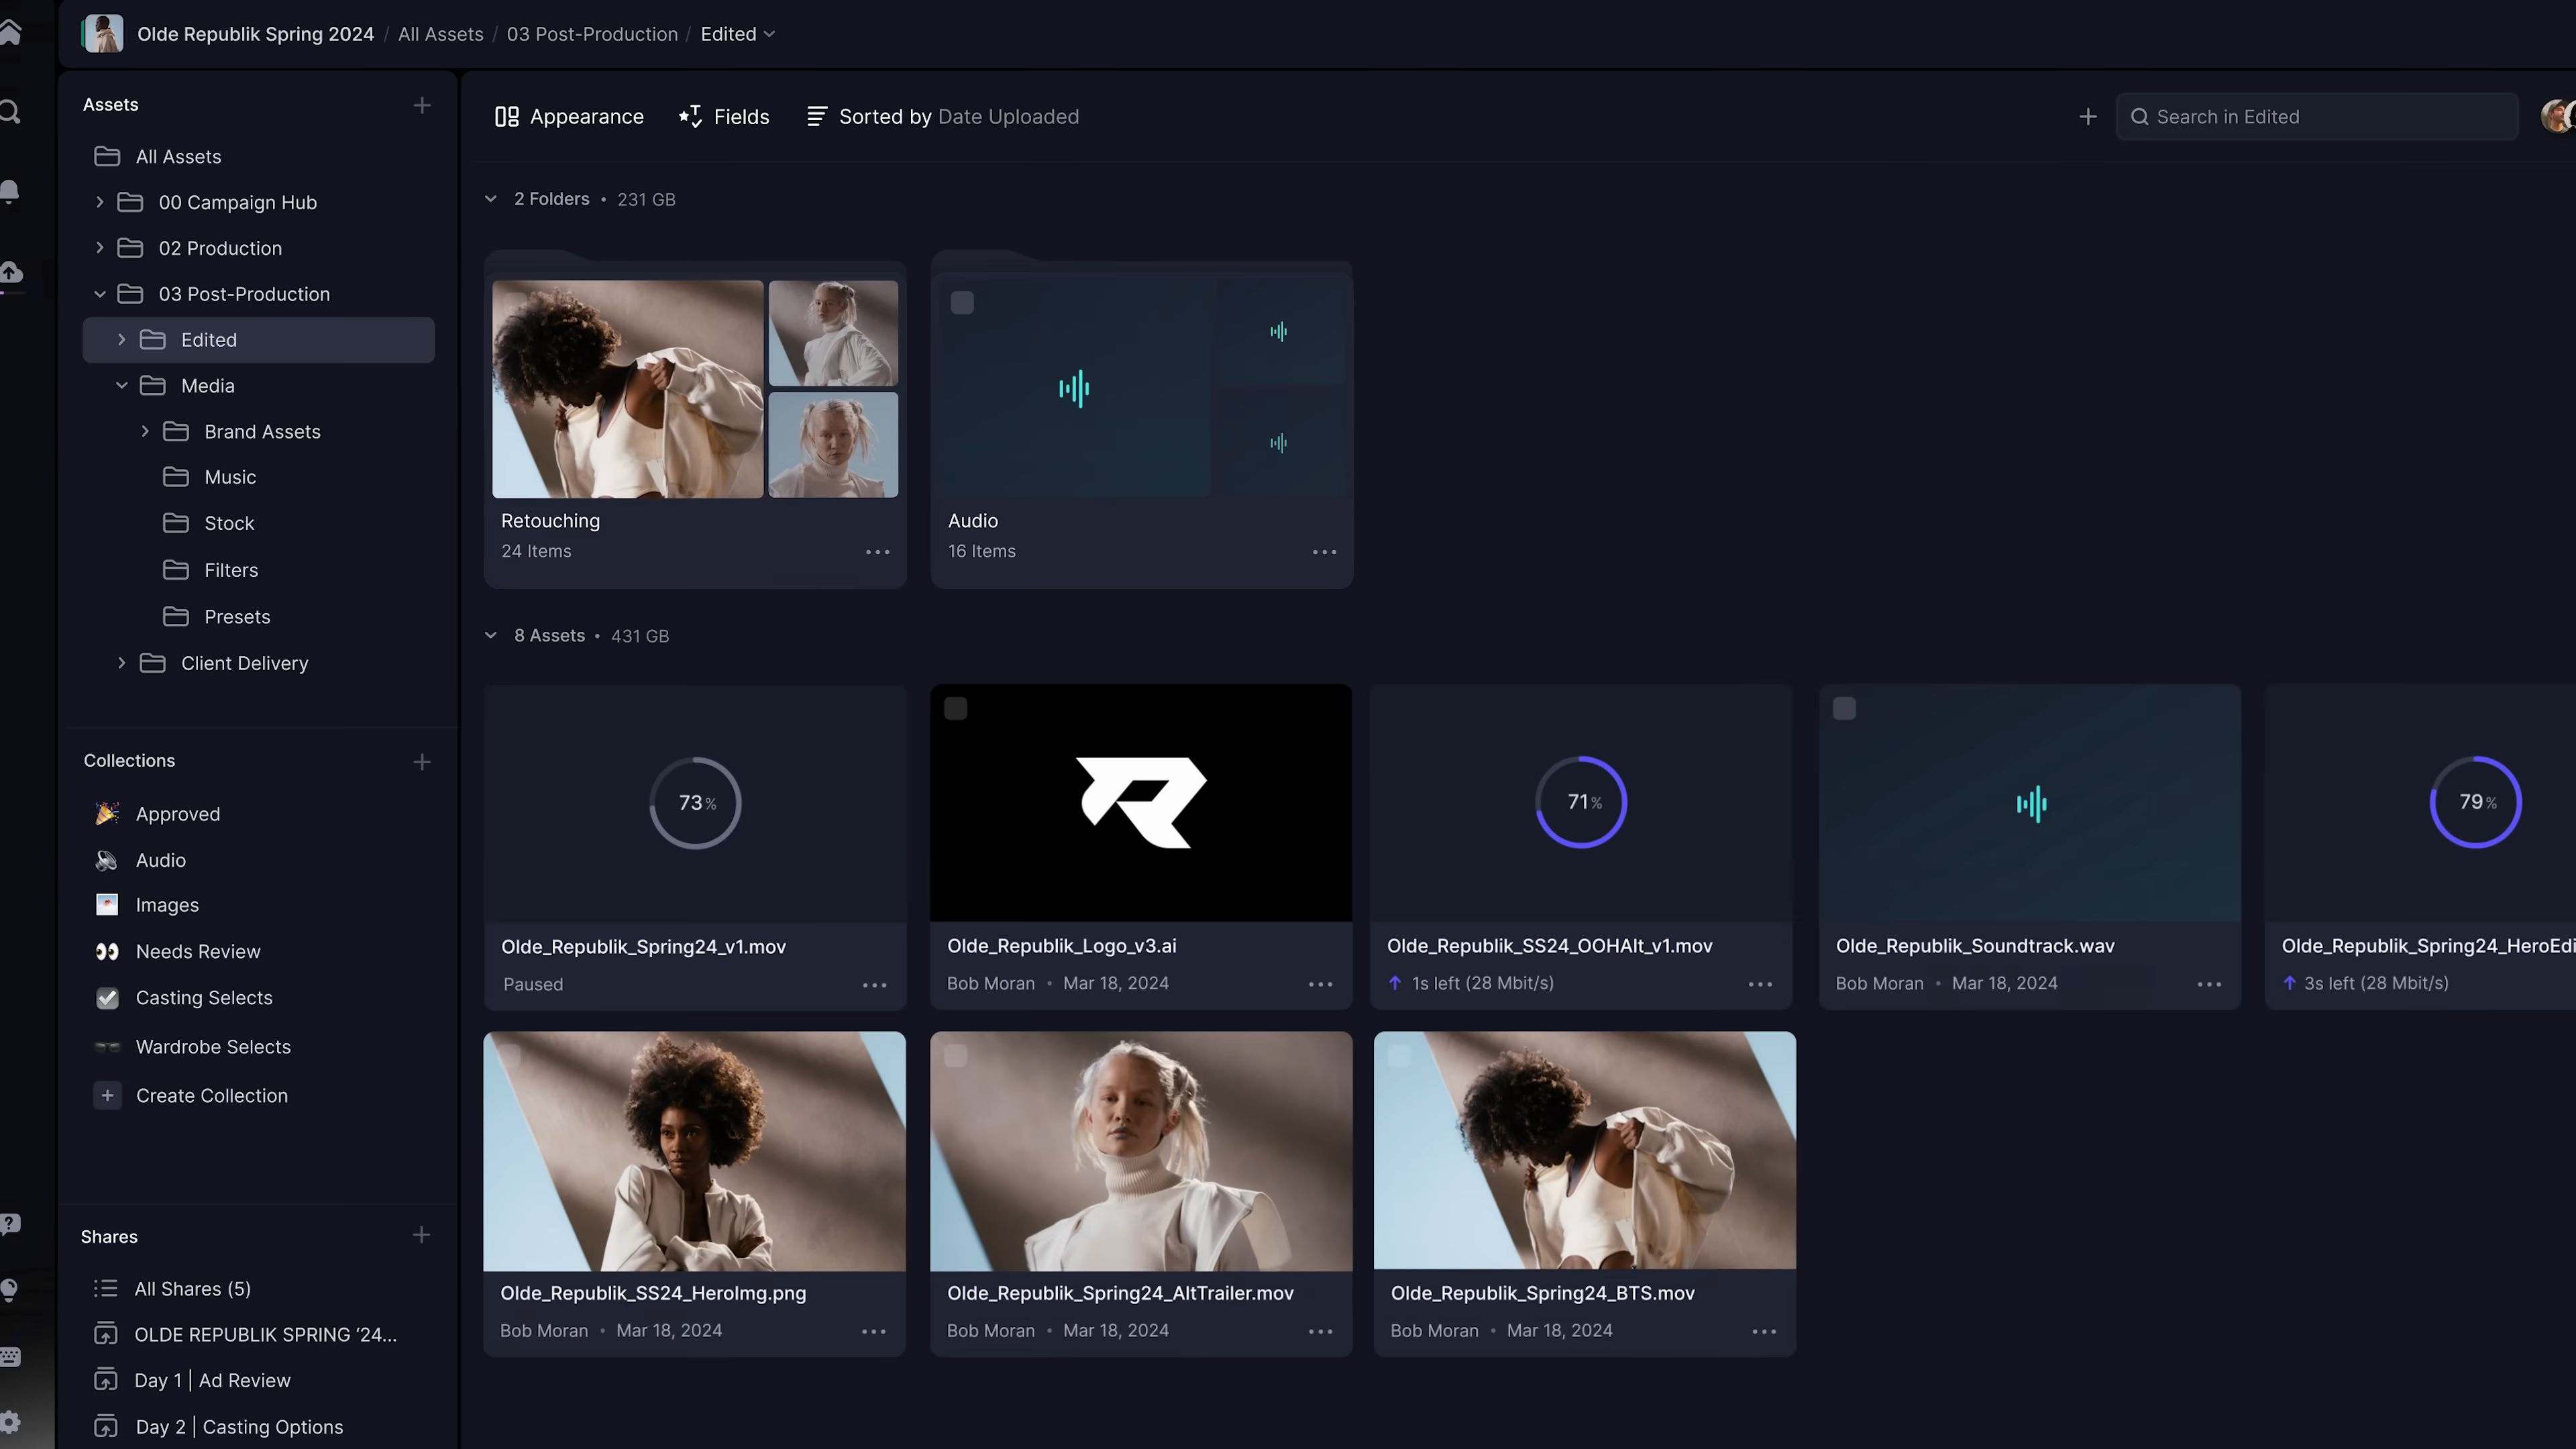 Olde Republik Spring 2024 / All Assets / 03 Post-Production / Edited
Assets
All Assets
00 Campaign Hub
02 Production
03 Post-Production
Edited
Media
Brand Assets
Music
Stock
Filters
Presets
Client Delivery
Collections
Approved
Audio
Images
Needs Review
Casting Selects
Wardrobe Selects
Create Collection
Shares
All Shares (5)
OLDE REPUBLIK SPRING ‘24...
Day 1 | Ad Review
Day 2 | Casting Options
Appearance
Fields
Sorted by Date Uploaded
Search in Edited
2 Folders • 231 GB
Retouching
24 Items
Audio
16 Items
8 Assets • 431 GB
73%
Olde_Republik_Spring24_v1.mov
Paused
Olde_Republik_Logo_v3.ai
Bob Moran • Mar 18, 2024
71%
Olde_Republik_SS24_OOHAlt_v1.mov
1s left (28 Mbit/s)
Olde_Republik_Soundtrack.wav
Bob Moran • Mar 18, 2024
79%
Olde_Republik_Spring24_HeroEdi
3s left (28 Mbit/s)
Olde_Republik_SS24_HeroImg.png
Bob Moran • Mar 18, 2024
Olde_Republik_Spring24_AltTrailer.mov
Bob Moran • Mar 18, 2024
Olde_Republik_Spring24_BTS.mov
Bob Moran • Mar 18, 2024